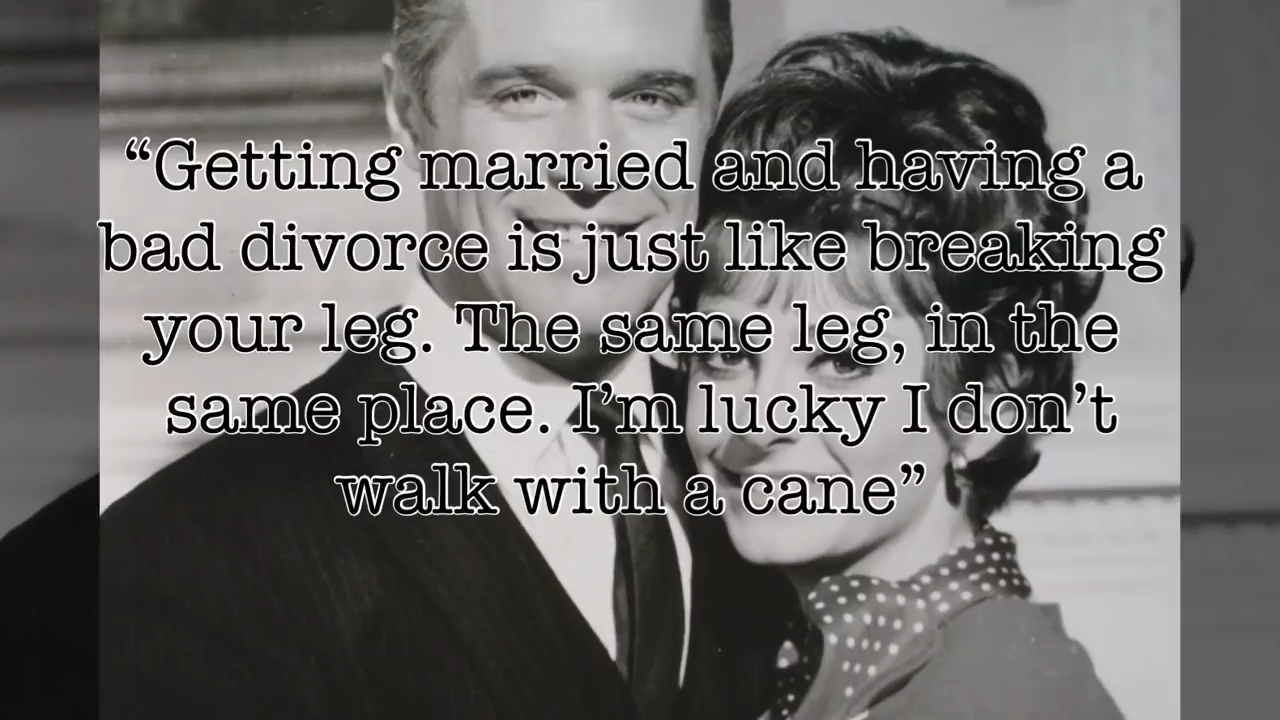 “Getting married and having a
bad divorce is just like breaking
your leg. The same leg, in the
same place. I’m lucky I don’t
walk with a cane”